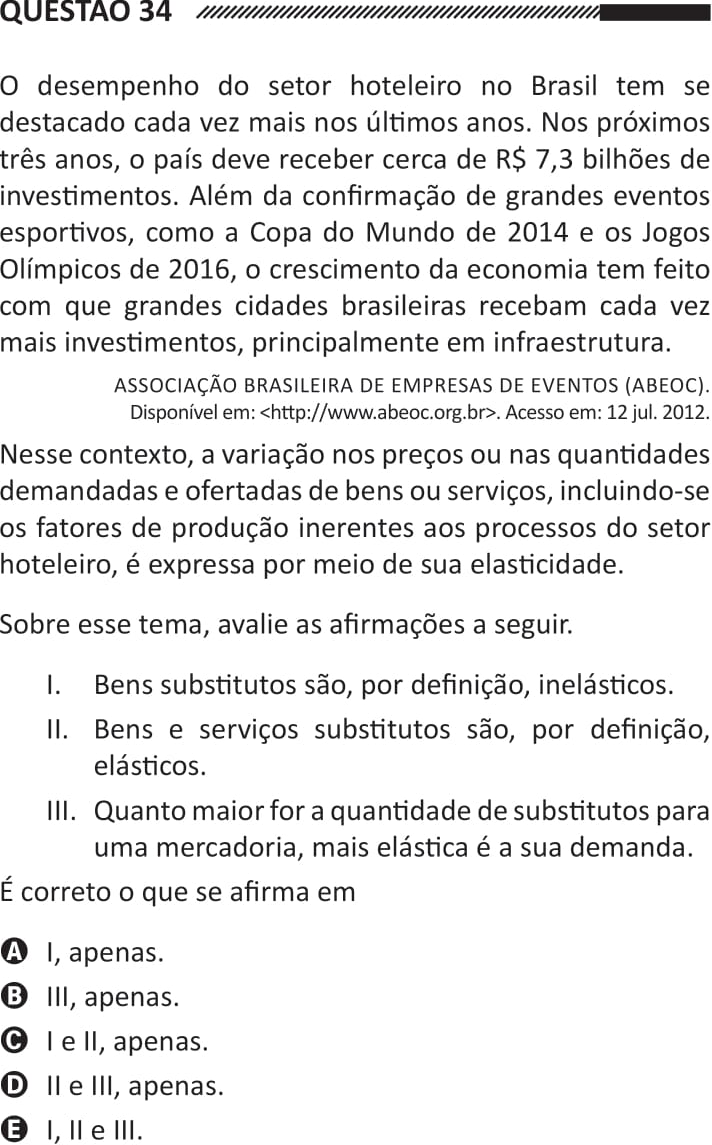 QUESTÃO 34
O desempenho do setor hoteleiro no Brasil tem se
destacado cada vez mais nos últimos anos. Nos próximos
três anos, o país deve receber cerca de R$ 7,3 bilhões de
investimentos. Além da confirmação de grandes eventos
esportivos, como a Copa do Mundo de 2014 e os Jogos
Olímpicos de 2016, o crescimento da economia tem feito
com que grandes cidades brasileiras recebam cada vez
mais investimentos, principalmente em infraestrutura.
ASSOCIAÇÃO BRASILEIRA DE EMPRESAS DE EVENTOS (ABEOC).
Disponível em: <http://www.abeoc.org.br>. Acesso em: 12 jul. 2012.
Nesse contexto, a variação nos preços ou nas quantidades
demandadas e ofertadas de bens ou serviços, incluindo-se
os fatores de produção inerentes aos processos do setor
hoteleiro, é expressa por meio de sua elasticidade.
Sobre esse tema, avalie as afirmações a seguir.
I. Bens substitutos são, por definição, inelásticos.
II. Bens e serviços substitutos são, por definição,
elásticos.
III. Quanto maior for a quantidade de substitutos para
uma mercadoria, mais elástica é a sua demanda.
É correto o que se afirma em
A I, apenas.
B III, apenas.
C I e II, apenas.
D II e III, apenas.
E I, II e III.